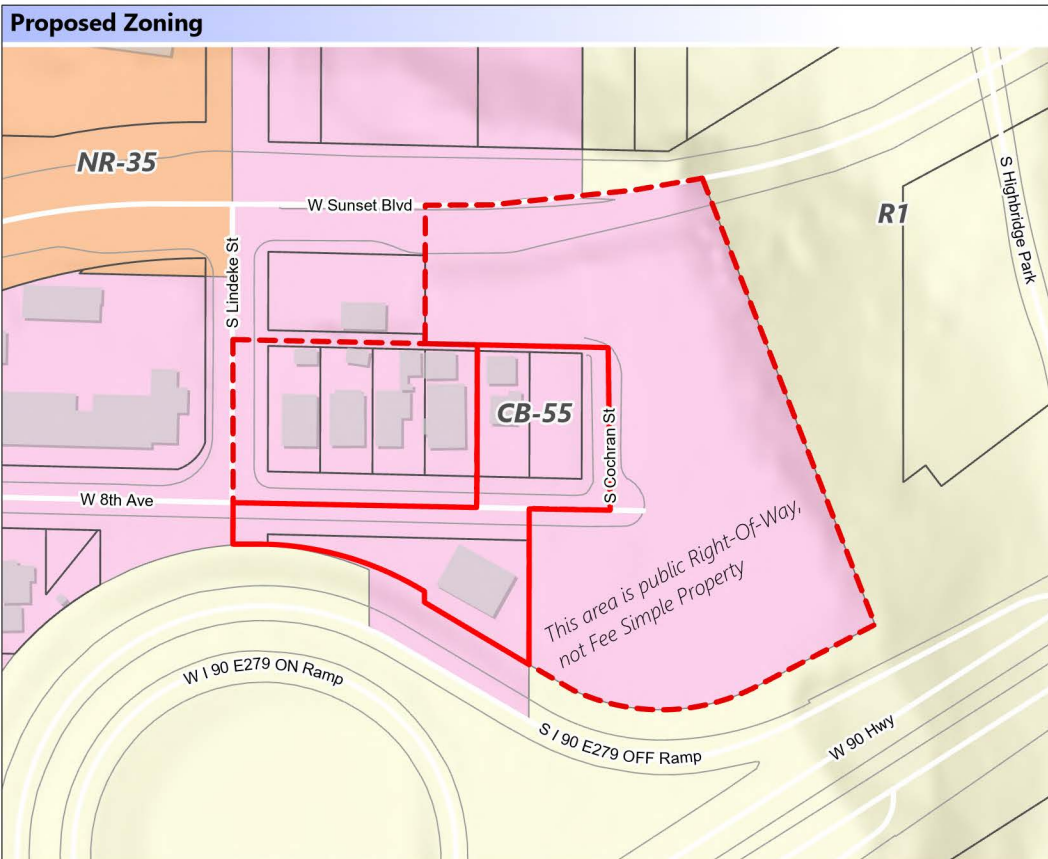 Proposed Zoning
NR-35
W Sunset Blvd
S Lindeke St
R1
S Highbridge Park
CB-55
S Cochran St
W 8th Ave
This area is public Right-Of-Way,
not Fee Simple Property
W I 90 E279 ON Ramp
S I 90 E279 OFF Ramp
W 90 Hwy